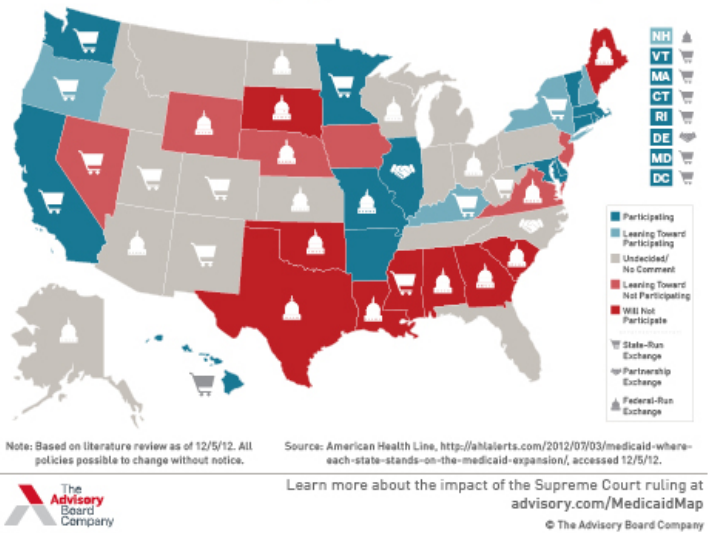 NH
VT
MA
CT
RI
DE
MD
DC
Participating
Leaning Toward
Participating
Undecided/
No Comment
Leaning Toward
Not Participating
Will Not
Participate
State-Run
Exchange
Partnership
Exchange
Federal-Run
Exchange
Note: Based on literature review as of 12/5/12. All
policies possible to change without notice.
Source: American Health Line, http://ahlalerts.com/2012/07/03/medicaid-where-
each-state-stands-on-the-medicaid-expansion/, accessed 12/5/12.
The
Advisory
Board
Company
Learn more about the impact of the Supreme Court ruling at
advisory.com/MedicaidMap
© The Advisory Board Company